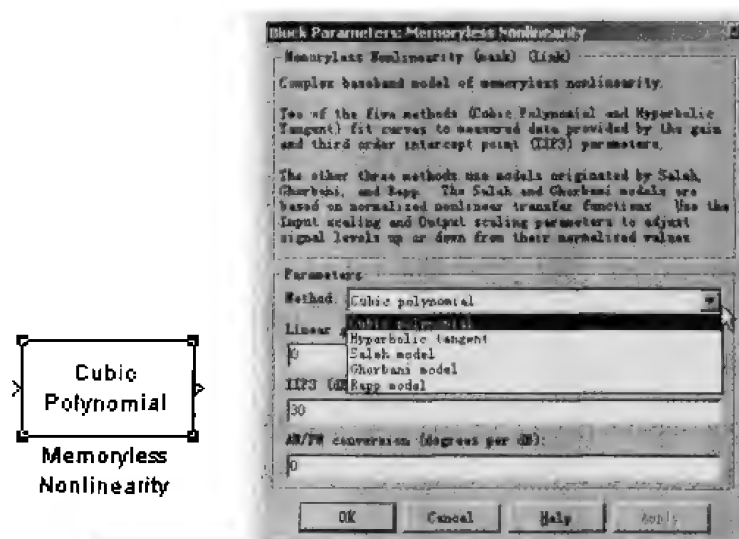 Block Parameters: Memoryless Nonlinearity
Memoryless Nonlinearity (mask) (link)
Complex baseband model of memoryless nonlinearity.
Two of the five methods (Cubic Polynomial and Hyperbolic
Tangent) fit curves to measured data provided by the gain
and third order intercept point (IIP3) parameters.
The other three methods use models originated by Saleh,
Ghorbani, and Rapp. The Saleh and Ghorbani models are
based on normalized nonlinear transfer functions. Use the
Input scaling and Output scaling parameters to adjust
signal levels up or down from their normalized values
Parameters
Method: Cubic polynomial
Cubic polynomial
Linear
Hyperbolic tangent
0
Saleh model
Ghorbani model
IIP3 (dB
Rapp model
30
AM/PM conversion (degrees per dB):
0
OK Cancel Help Apply
Cubic
Polynomial
Memoryless
Nonlinearity